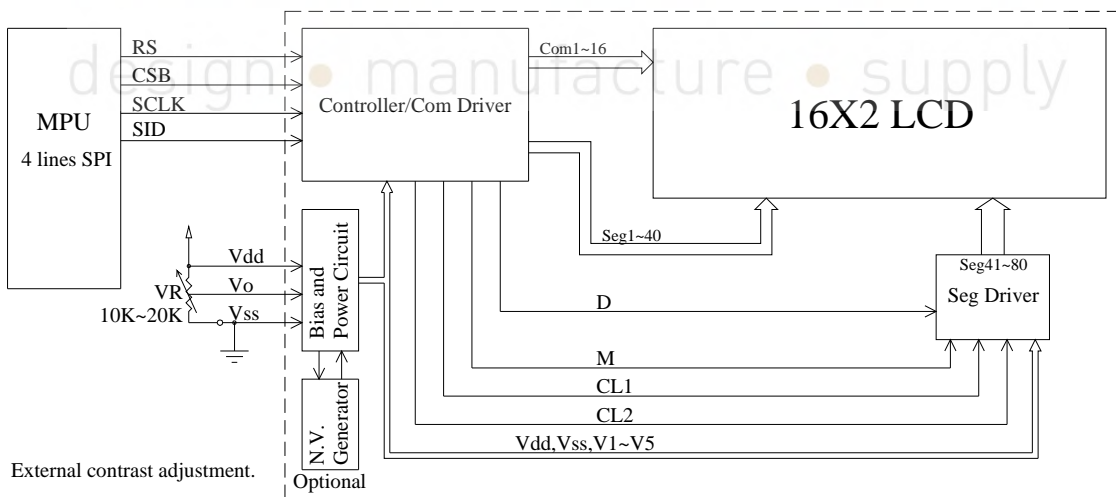 design • manufacture • supply
MPU
4 lines SPI
RS
CSB
SCLK
SID
Controller/Com Driver
Com1~16
16X2 LCD
Seg1~40
Seg41~80
Seg Driver
Vdd
Vo
Vss
VR
10K~20K
Bias and
Power Circuit
N.V.
Generator
Optional
D
M
CL1
CL2
Vdd,Vss,V1~V5
External contrast adjustment.